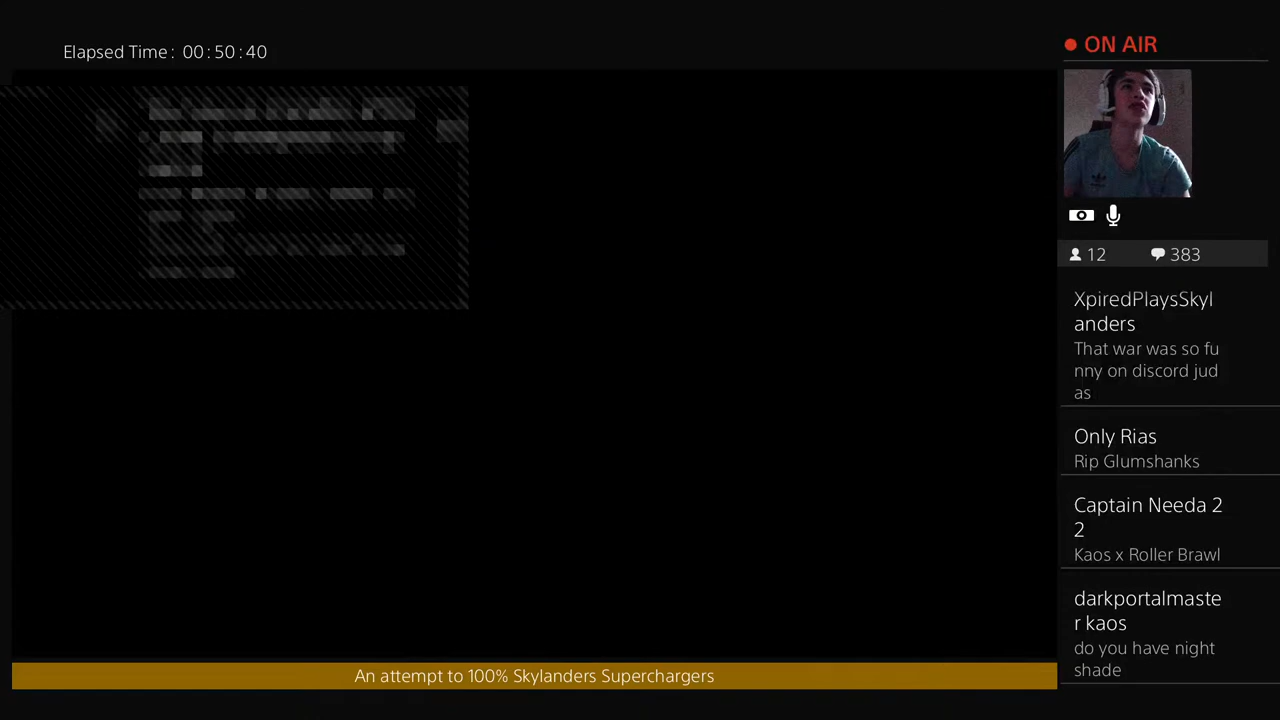 Elapsed Time: 00:50:40
ON AIR
12 383
XpiredPlaysSkyl
anders
That war was so fu
nny on discord jud
as
Only Rias
Rip Glumshanks
Captain Needa 2
2
Kaos x Roller Brawl
darkportalmaste
r kaos
do you have night
shade
An attempt to 100% Skylanders Superchargers